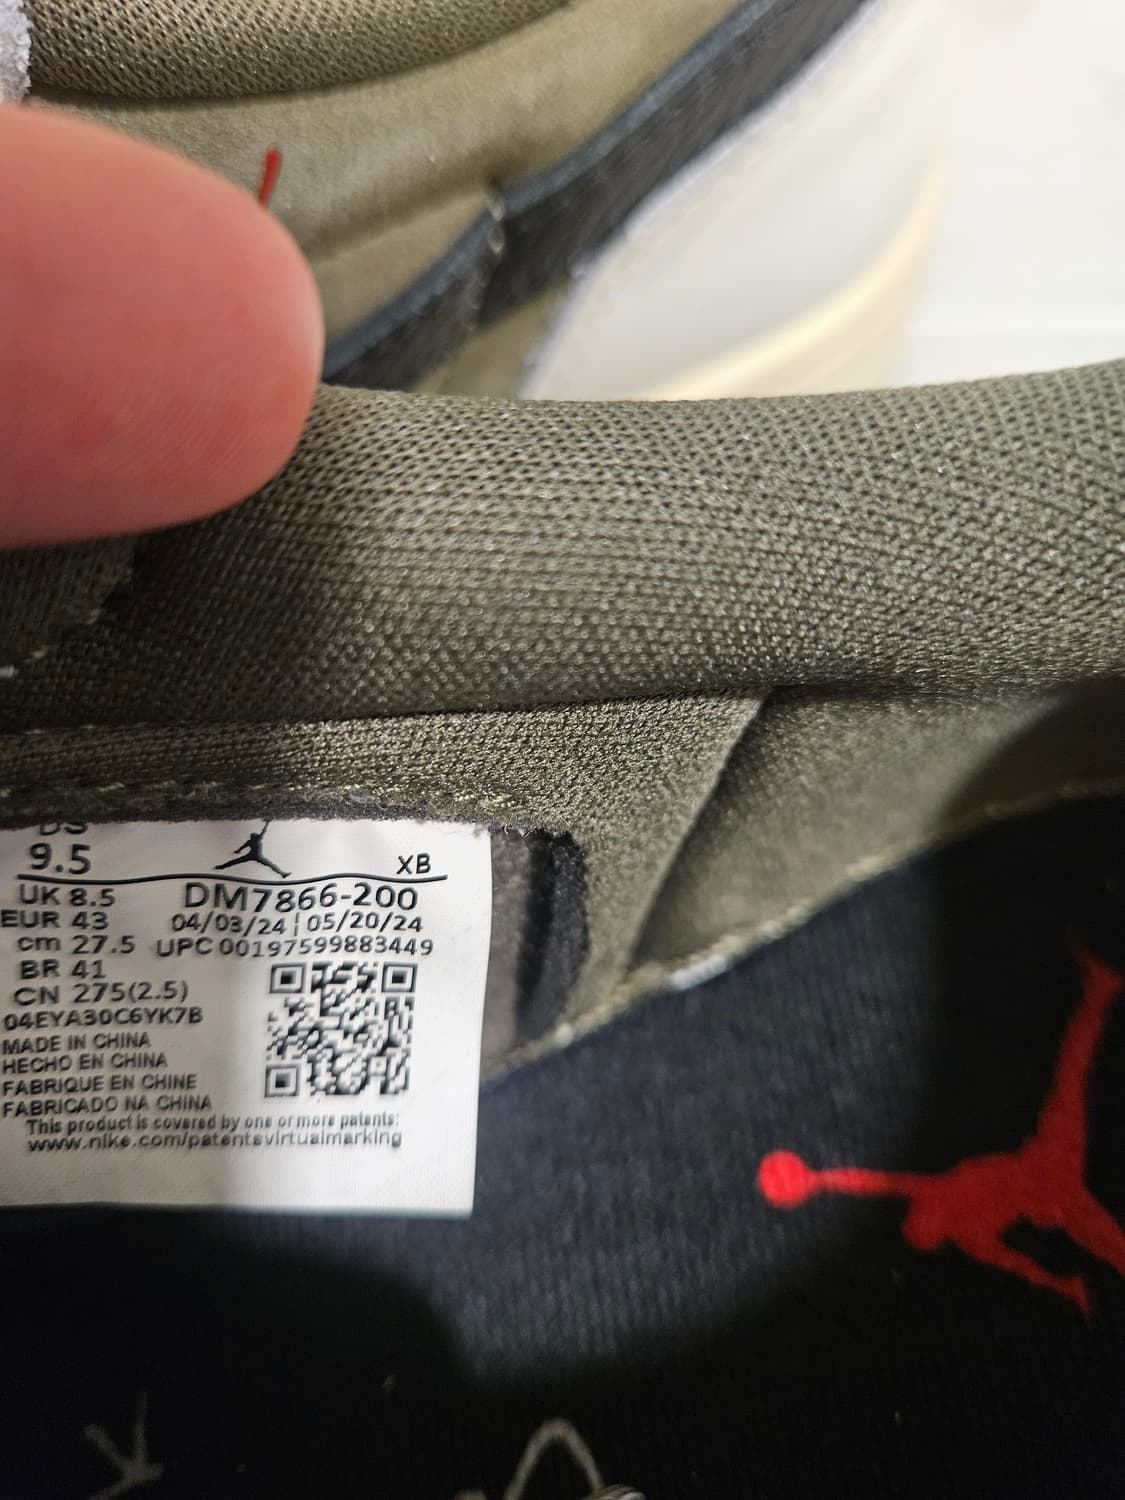 9.5
XB
UK 8.5
DM7866-200
EUR 43
04/03/24|05/20/24
cm 27.5
UPC 00197599883449
BR 41
CN 275(2.5)
04EYA30C6YK7B
MADE IN CHINA
HECHO EN CHINA
FABRIQUE EN CHINE
FABRICADO NA CHINA
This product is covered by one or more patents:
www.nike.com/patentsvirtualmarking